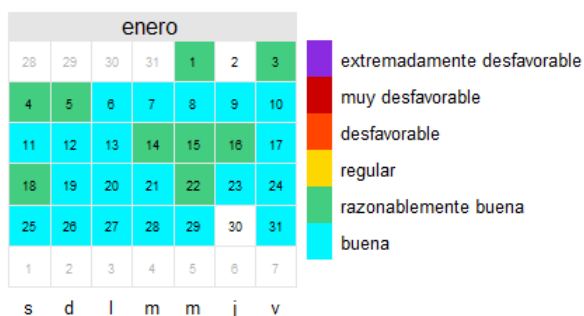 enero
28 29 30 31 1 2 3
4 5 6 7 8 9 10
11 12 13 14 15 16 17
18 19 20 21 22 23 24
25 26 27 28 29 30 31
1 2 3 4 5 6 7
s d l m m j v
extremadamente desfavorable
muy desfavorable
desfavorable
regular
razonablemente buena
buena